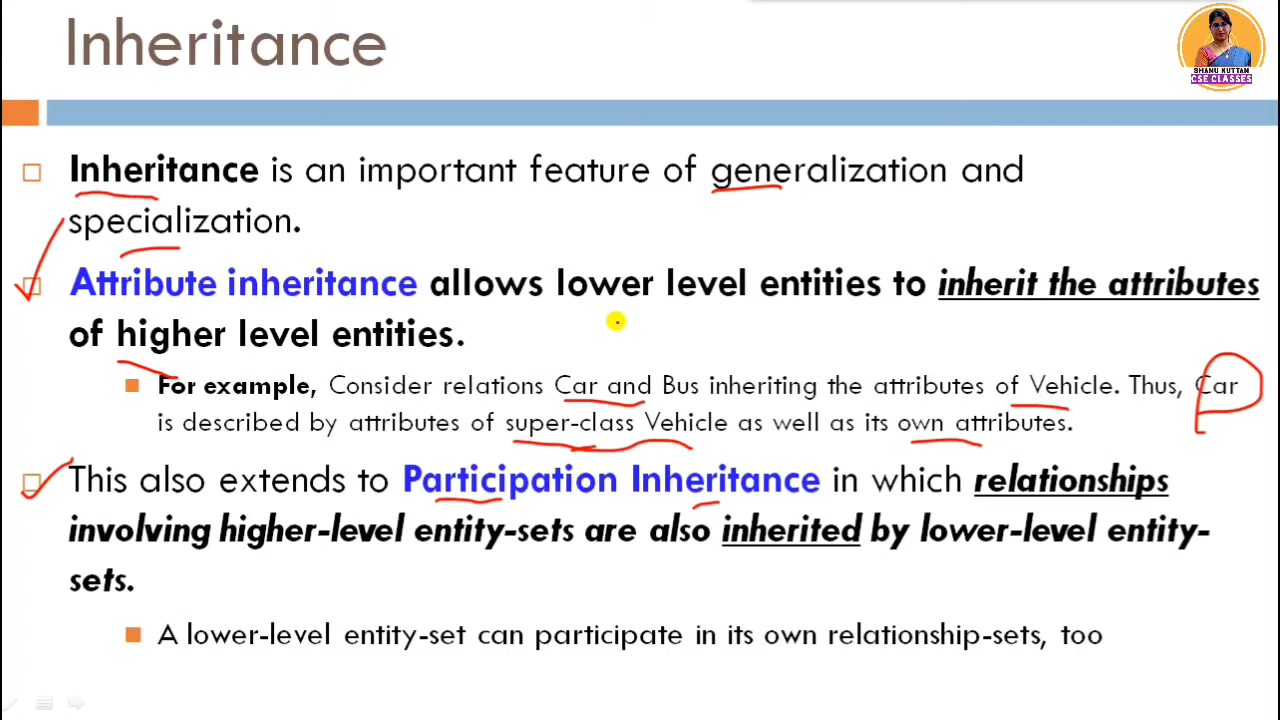 Inheritance
BHANU KUTTAN
CSE CLASSES
Inheritance is an important feature of generalization and
specialization.
Attribute inheritance allows lower level entities to inherit the attributes
of higher level entities.
For example, Consider relations Car and Bus inheriting the attributes of Vehicle. Thus, Car
is described by attributes of super-class Vehicle as well as its own attributes.
This also extends to Participation Inheritance in which relationships
involving higher-level entity-sets are also inherited by lower-level entity-
sets.
A lower-level entity-set can participate in its own relationship-sets, too